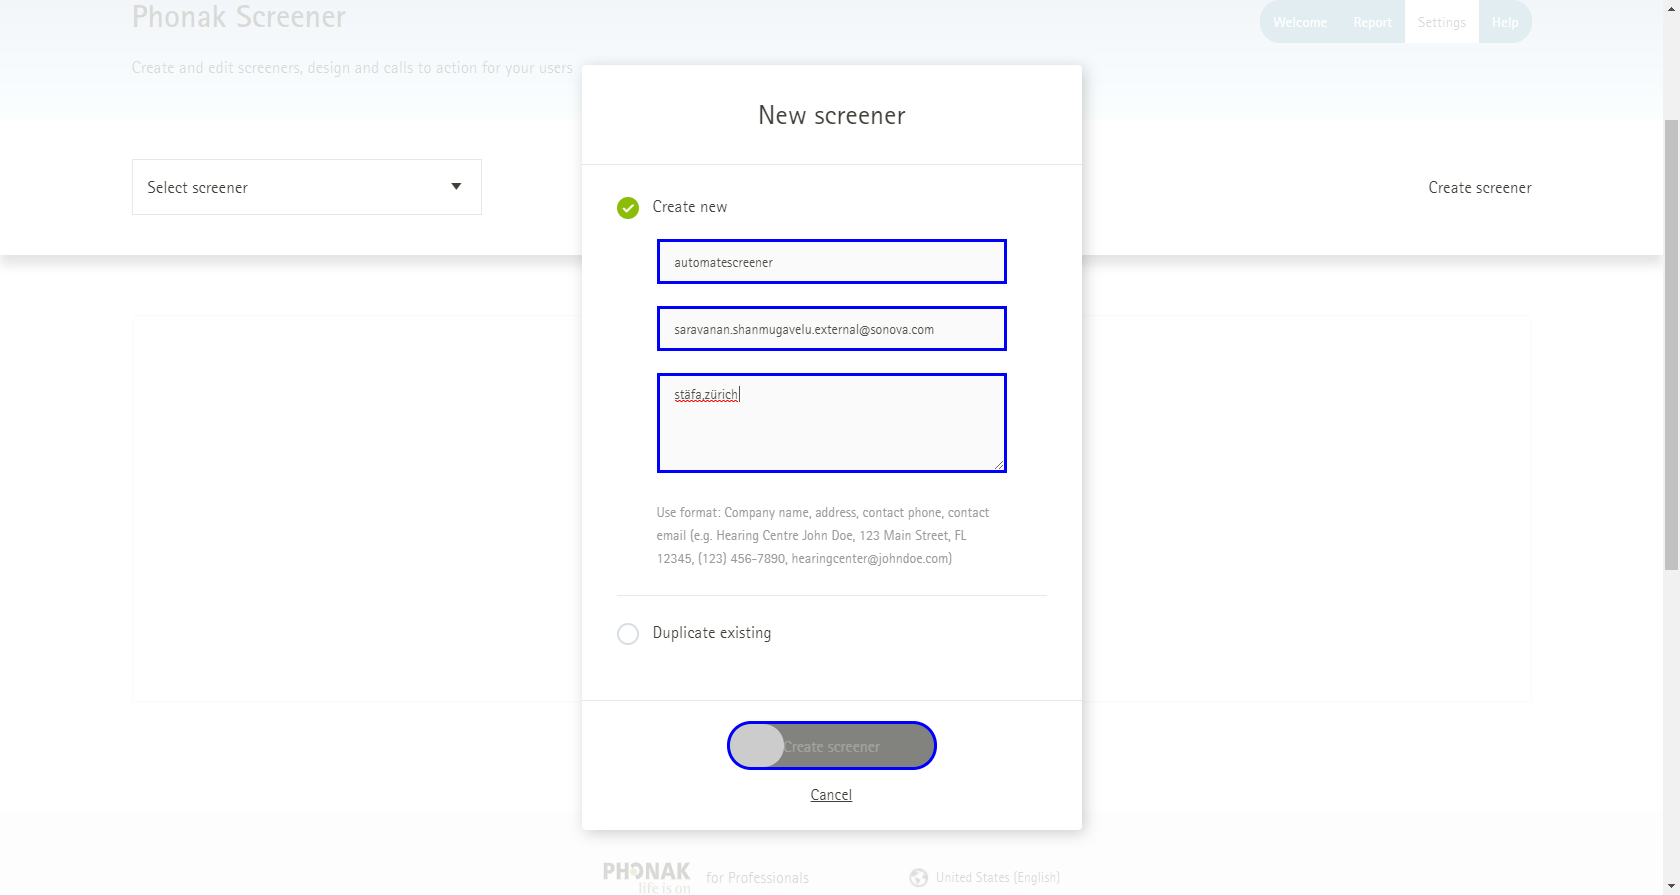 Phonak Screener
Welcome Report Settings Help
Create and edit screeners, design and calls to action for your users
New screener
Select screener
Create screener
Create new
automatescreener
saravanan.shanmugavelu.external@sonova.com
stäfa,zürich
Use format: Company name, address, contact phone, contact
email (e.g. Hearing Centre John Doe, 123 Main Street, FL
12345, (123) 456-7890, hearingcenter@johndoe.com)
Duplicate existing
Create screener
Cancel
PHONAK
life is on
for Professionals
United States (English)